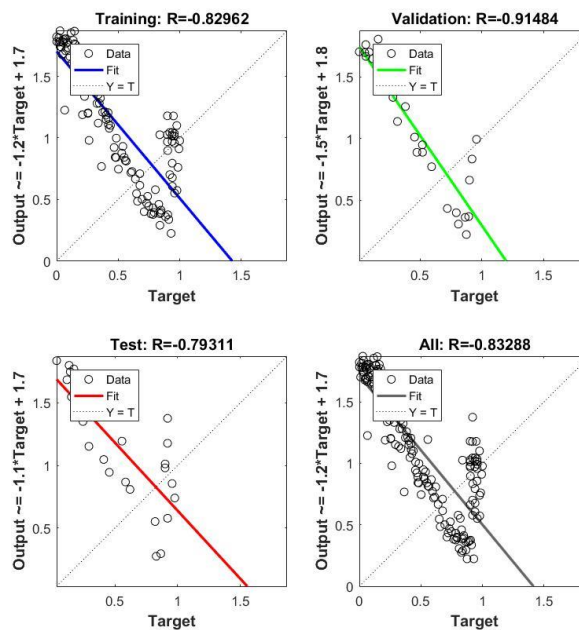 Training: R=-0.82962
Output ~= -1.2*Target + 1.7
Data
Fit
Y = T
1.5
1
0.5
0
0 0.5 1 1.5
Target
Validation: R=-0.91484
Output ~= -1.5*Target + 1.8
Data
Fit
Y = T
1.5
1
0.5
0
0 0.5 1 1.5
Target
Test: R=-0.79311
Output ~= -1.1*Target + 1.7
Data
Fit
Y = T
1.5
1
0.5
0.5 1 1.5
Target
All: R=-0.83288
Output ~= -1.2*Target + 1.7
Data
Fit
Y = T
1.5
1
0.5
0
0 0.5 1 1.5
Target